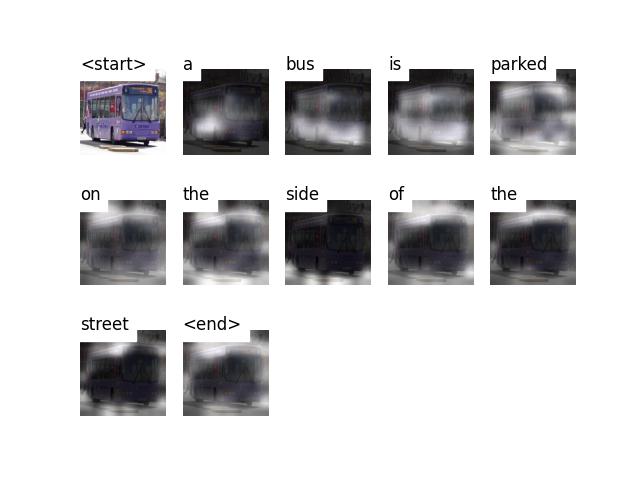 <start> a bus is parked
on the side of the
street <end>